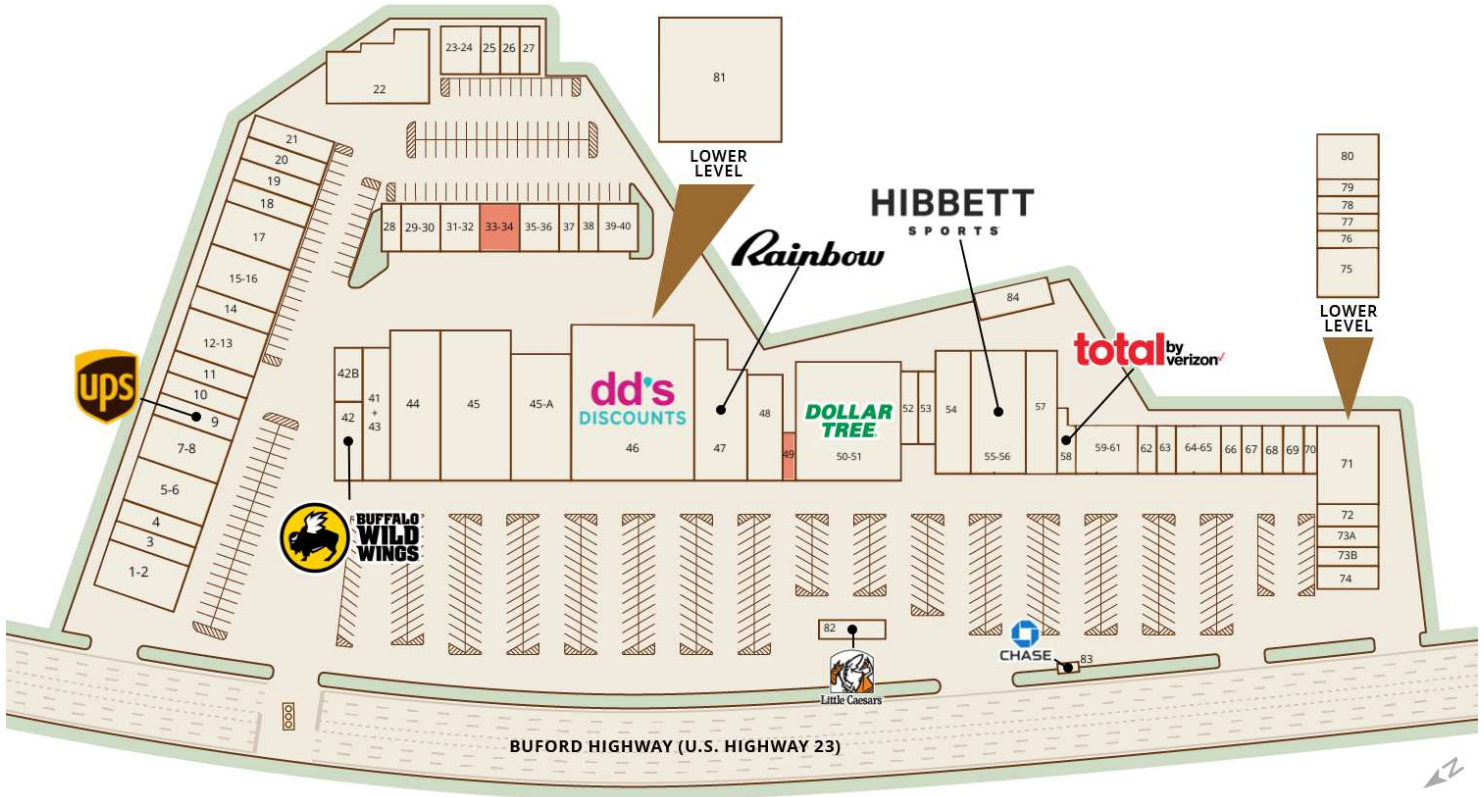 23-24
25
26
27
22
81
LOWER
LEVEL
21
20
19
18
17
15-16
14
12-13
11
10
9
7-8
5-6
4
3
1-2
ups
28
29-30
31-32
33-34
35-36
37
38
39-40
Rainbow
HIBBETT
SPORTS
84
total by
verizon
80
79
78
77
76
75
LOWER
LEVEL
42B
42
41
+
43
44
45
45-A
dd's
DISCOUNTS
46
47
48
49
DOLLAR
TREE
50-51
52
53
54
55-56
57
58
59-61
62
63
64-65
66
67
68
69
70
71
72
73A
73B
74
BUFFALO
WILD
WINGS
82
Little Caesars
CHASE
83
BUFORD HIGHWAY (U.S. HIGHWAY 23)
N